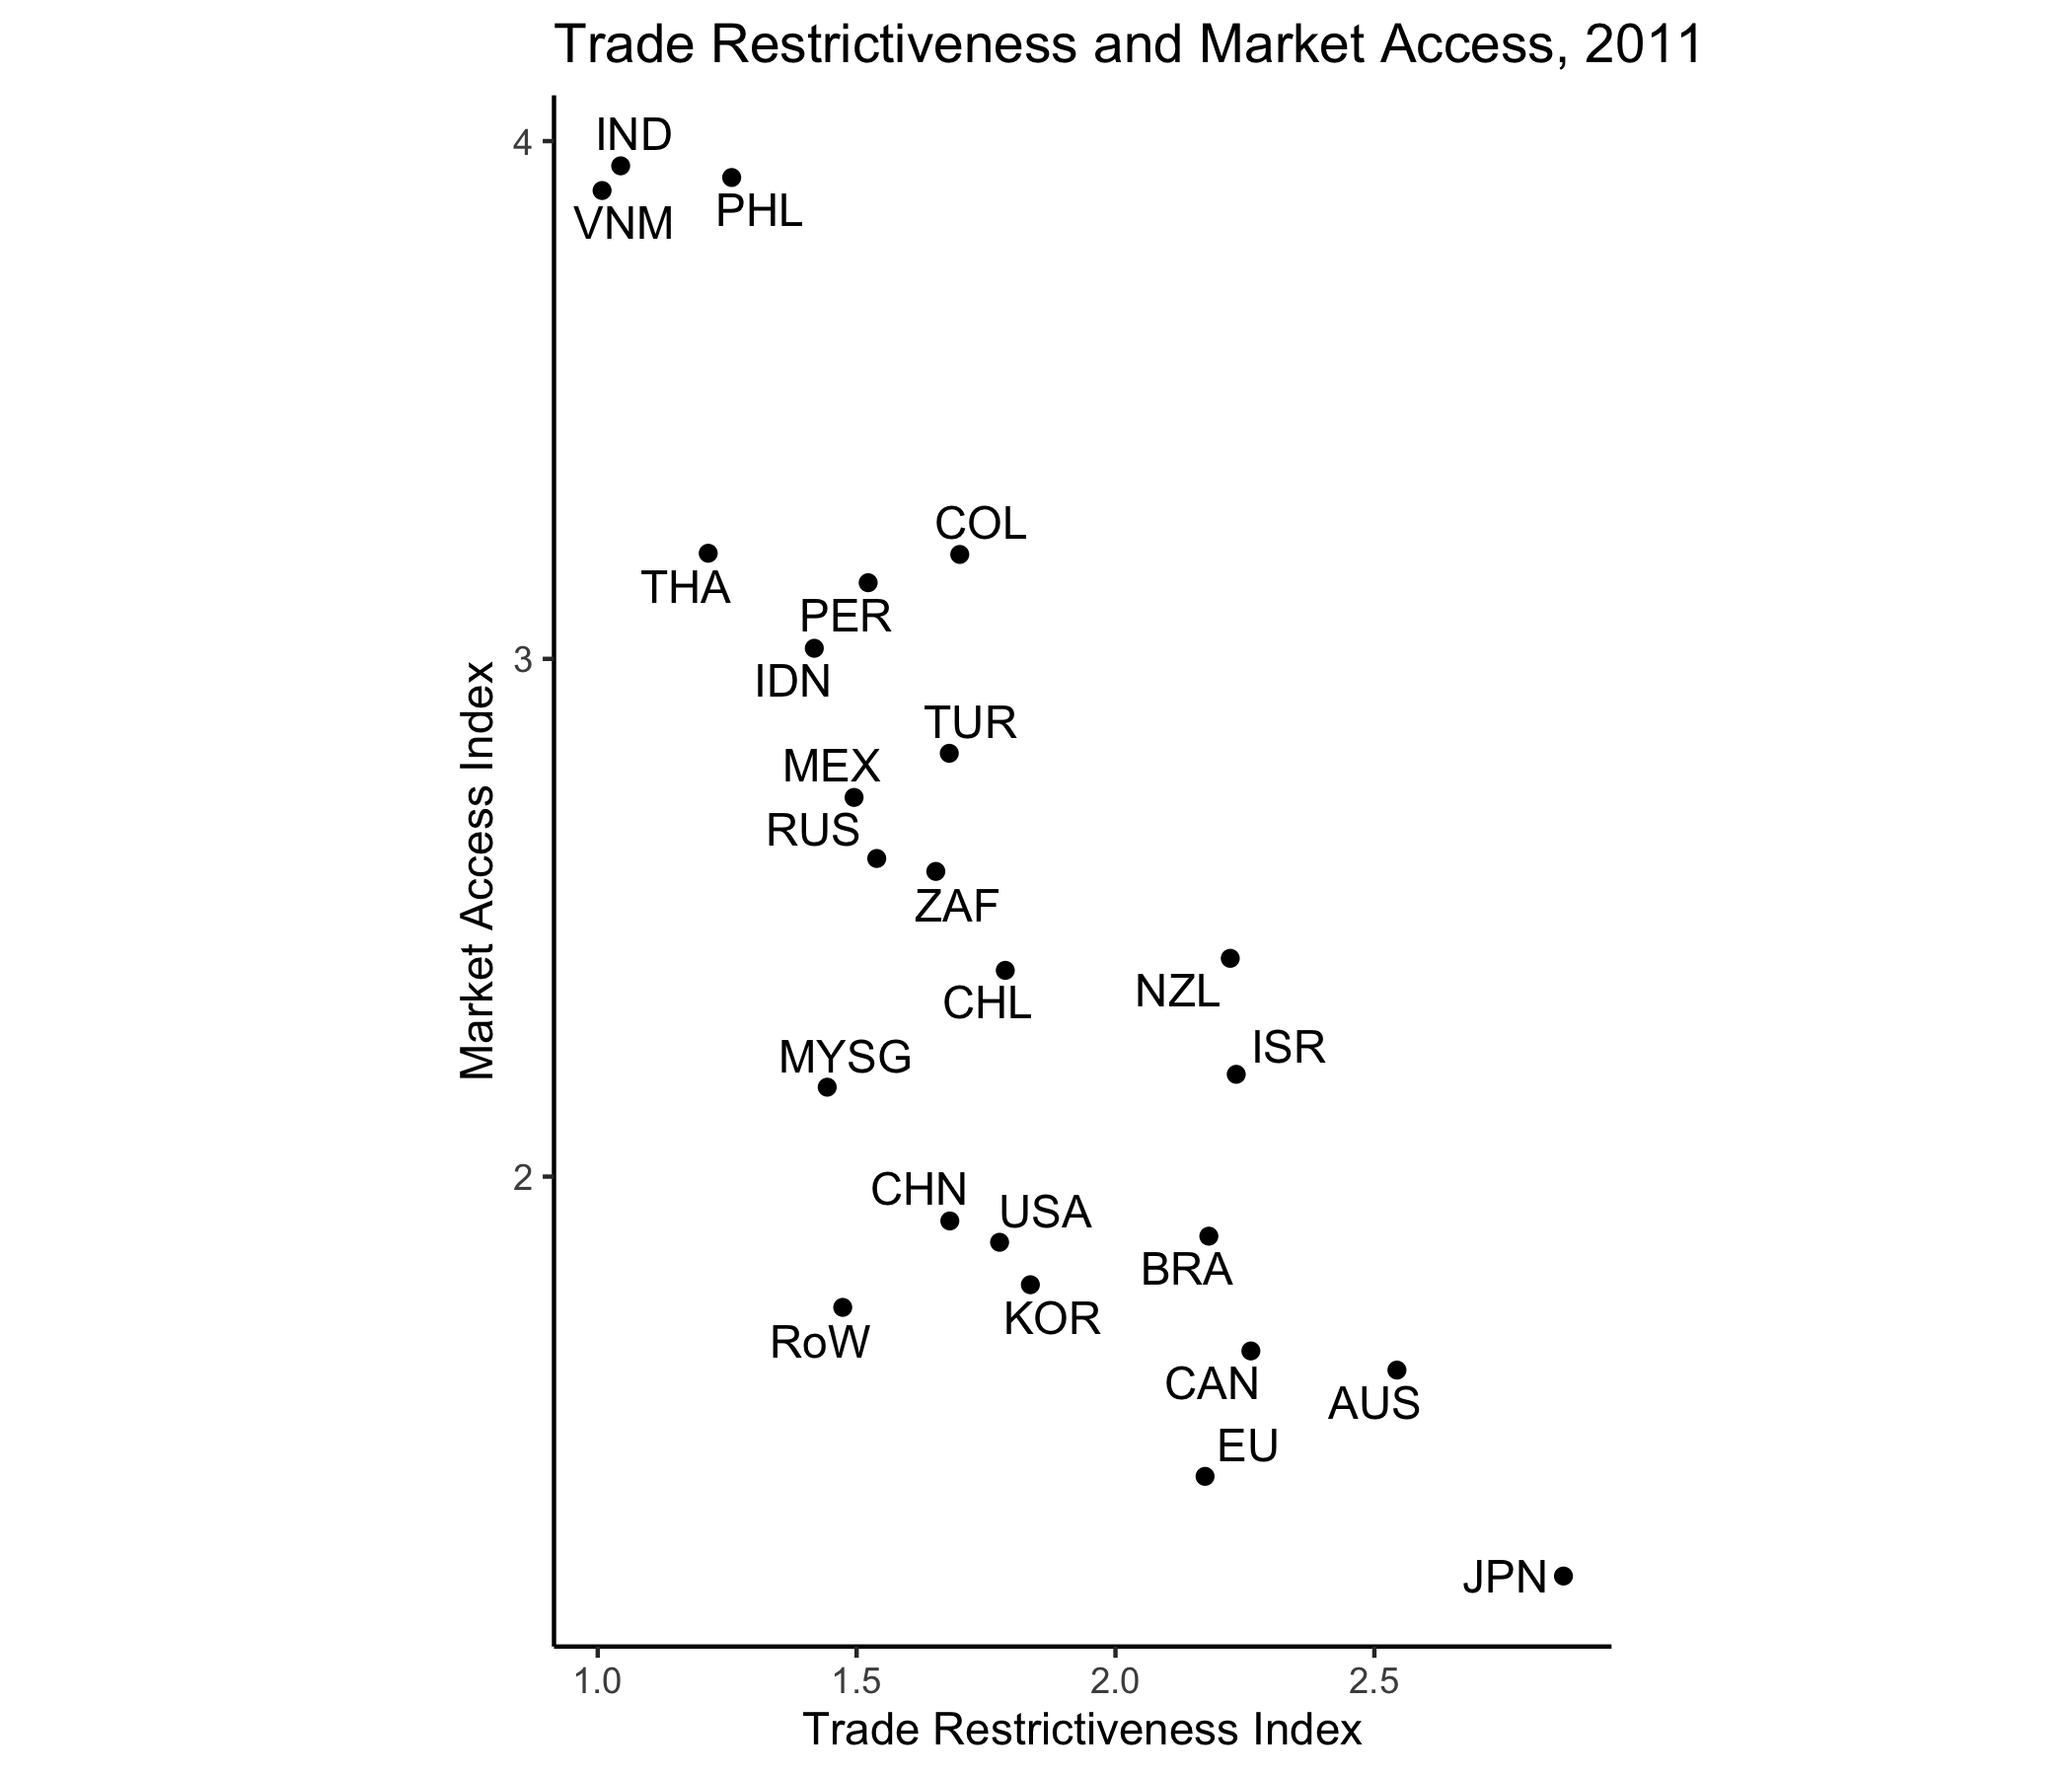 Trade Restrictiveness and Market Access, 2011
4
IND
VNM
PHL
COL
THA
PER
3
IDN
TUR
MEX
RUS
ZAF
NZL
CHL
ISR
MYSG
2
CHN
USA
BRA
KOR
RoW
CAN
AUS
EU
JPN
Market Access Index
1.0 1.5 2.0 2.5
Trade Restrictiveness Index